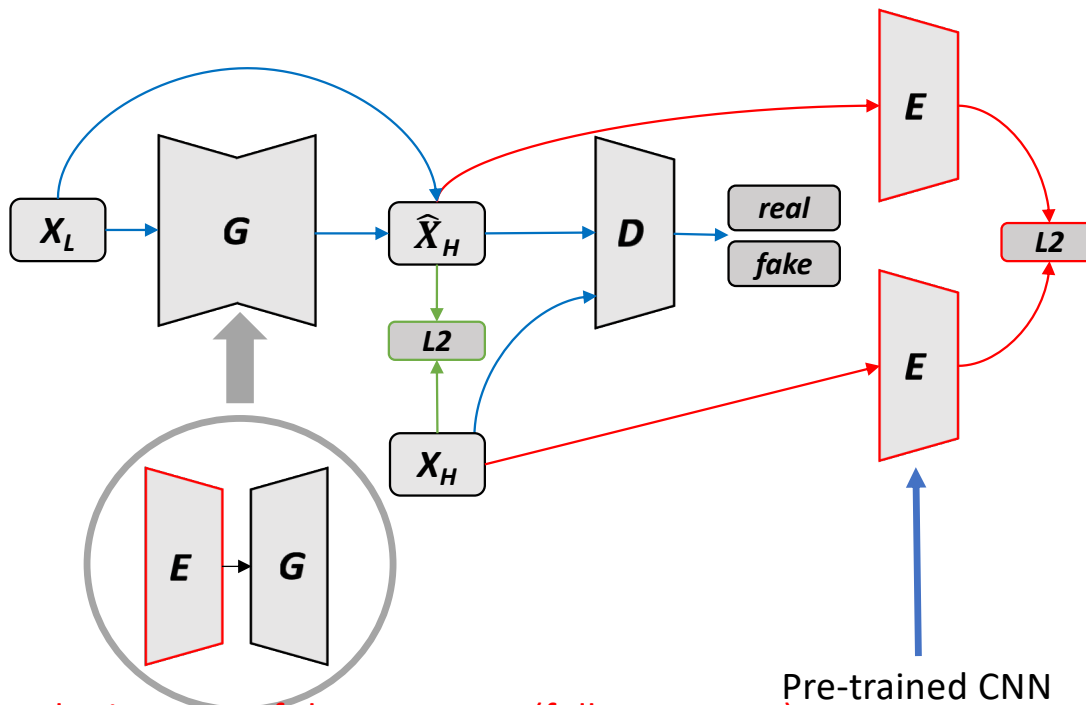 E
X_L
G
X̂_H
D
real
fake
L2
L2
E
X_H
E
G
Pre-trained CNN